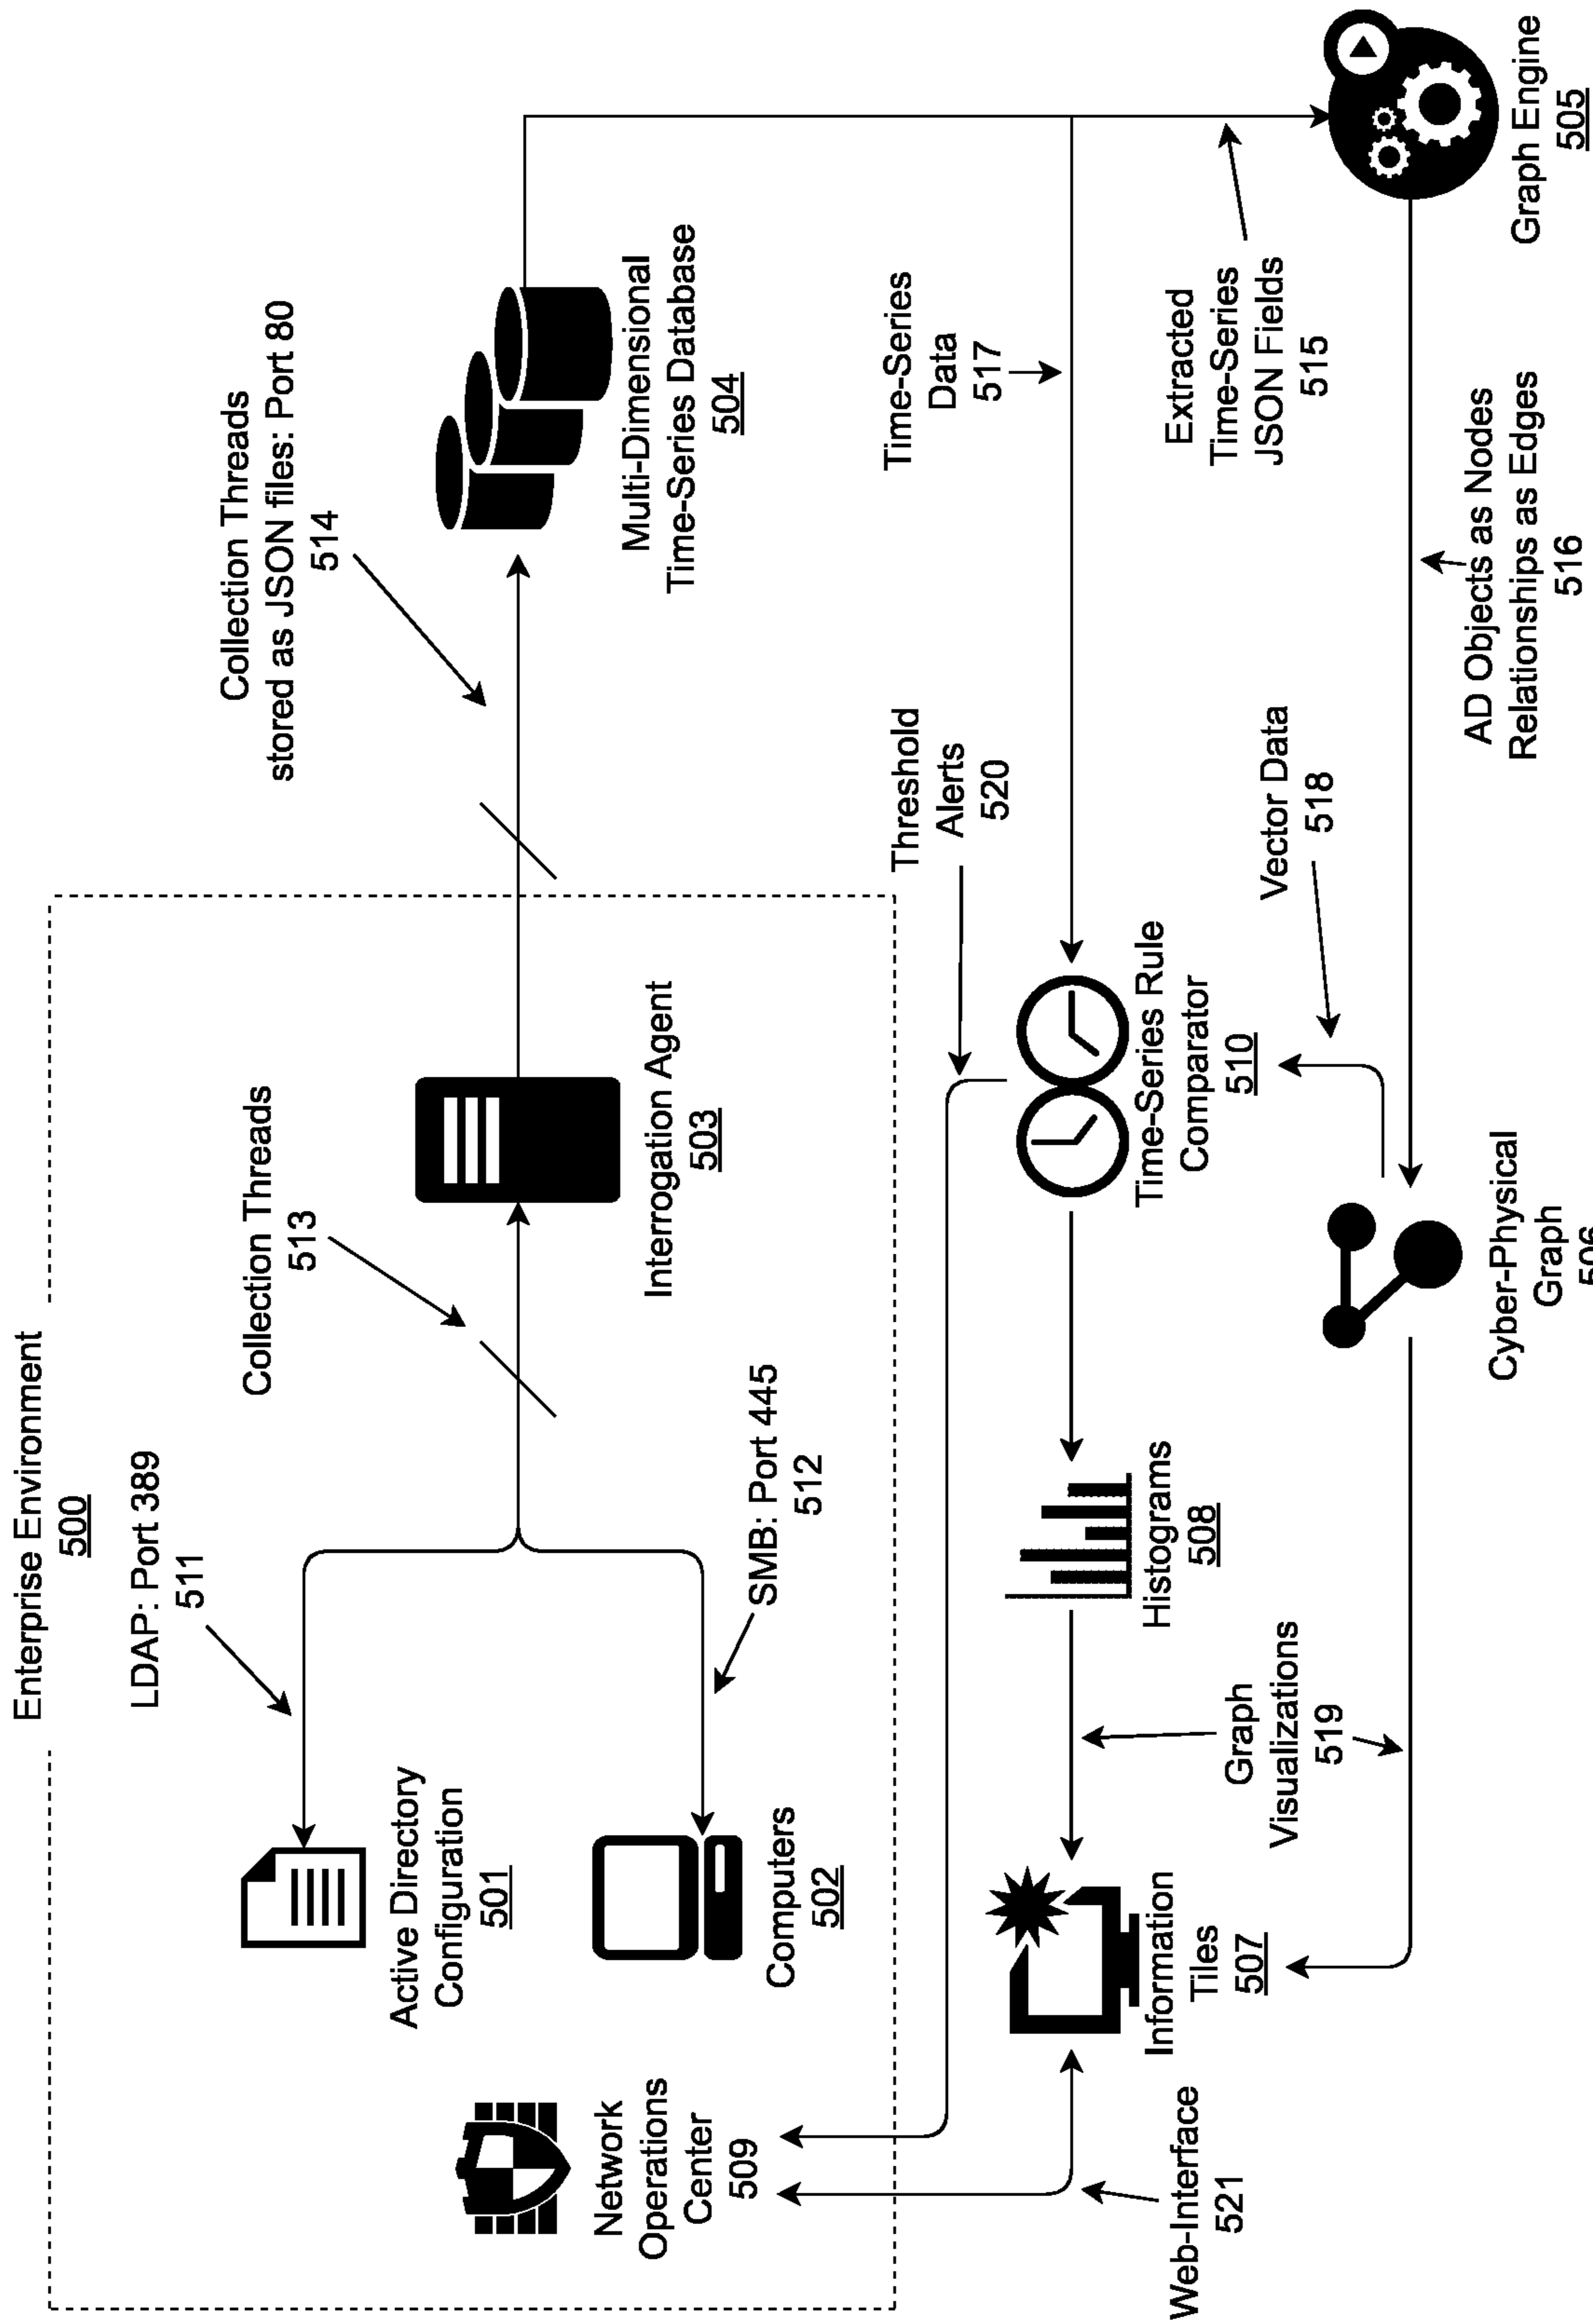 Enterprise Environment
500
LDAP: Port 389
511
Collection Threads
513
Collection Threads
stored as JSON files: Port 80
514
Active Directory
Configuration
501
Interrogation Agent
503
Multi-Dimensional
Time-Series Database
504
Network
Operations
Center
509
Computers
502
SMB: Port 445
512
Threshold
Alerts
520
Time-Series
Data
517
Web-Interface
521
Information
Tiles
507
Histograms
508
Time-Series Rule
Comparator
510
Extracted
Time-Series
JSON Fields
515
Graph
Visualizations
519
Vector Data
518
Cyber-Physical
Graph
506
AD Objects as Nodes
Relationships as Edges
516
Graph Engine
505